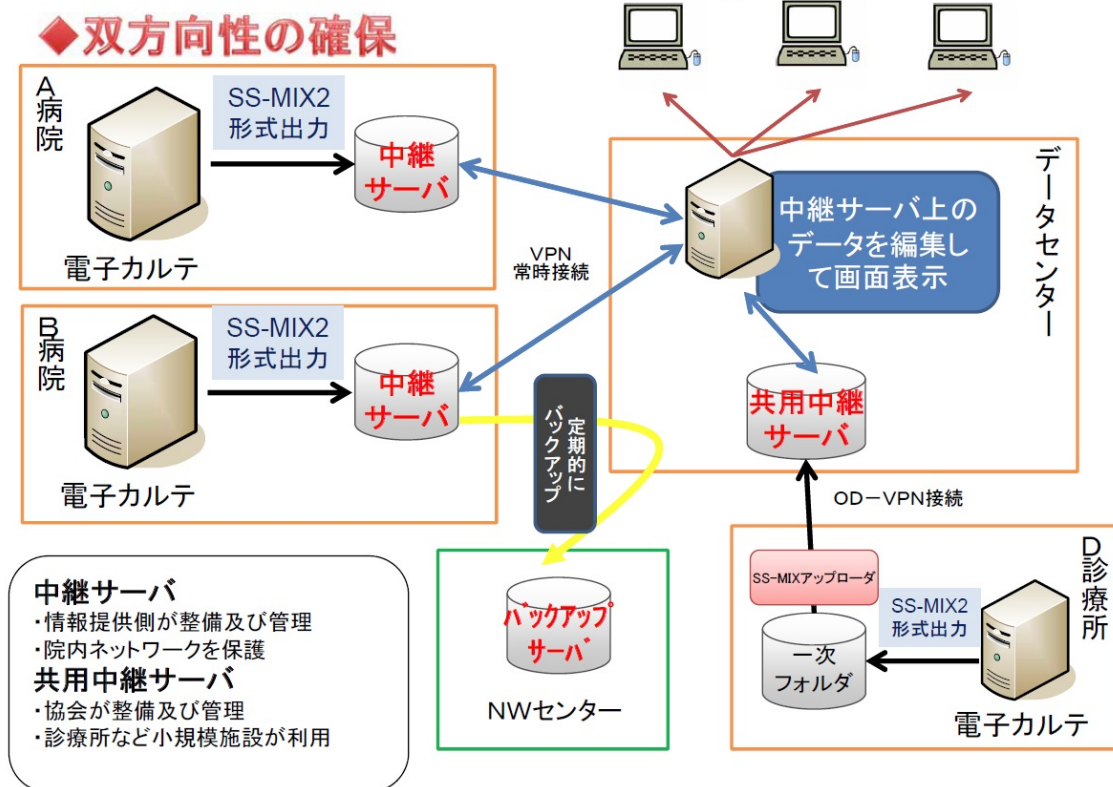 ◆双方向性の確保
A病院
SS-MIX2
形式出力
中継
サーバ
電子カルテ
B病院
SS-MIX2
形式出力
中継
サーバ
電子カルテ
VPN
常時接続
データセンター
中継サーバ上の
データを編集し
て画面表示
共用中継
サーバ
定期的に
バックアップ
OD－VPN接続
バックアップ
サーバ
NWセンター
D診療所
SS-MIXアップローダ
SS-MIX2
形式出力
一次
フォルダ
電子カルテ
中継サーバ
・情報提供側が整備及び管理
・院内ネットワークを保護
共用中継サーバ
・協会が整備及び管理
・診療所など小規模施設が利用